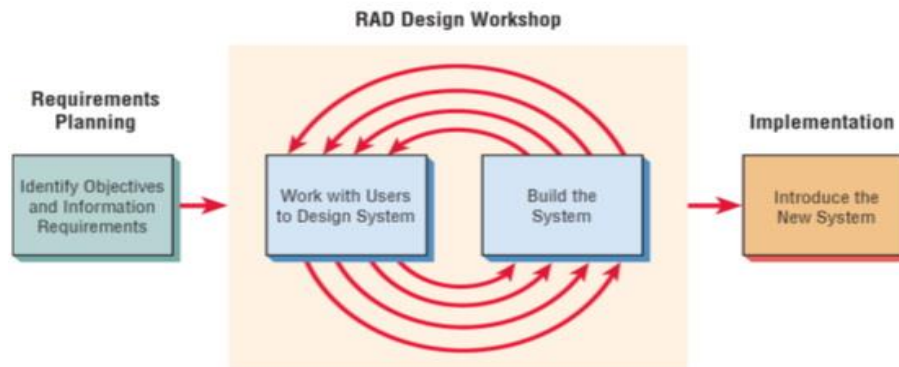 RAD Design Workshop
Requirements
Planning
Identify Objectives
and Information
Requirements
Work with Users
to Design System
Build the
System
Implementation
Introduce the
New System